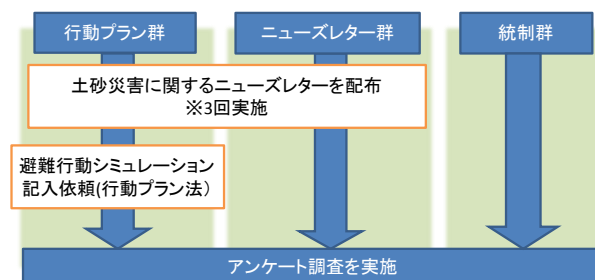 行動プラン群
ニューズレター群
統制群
土砂災害に関するニューズレターを配布
※3回実施
避難行動シミュレーション
記入依頼(行動プラン法)
アンケート調査を実施